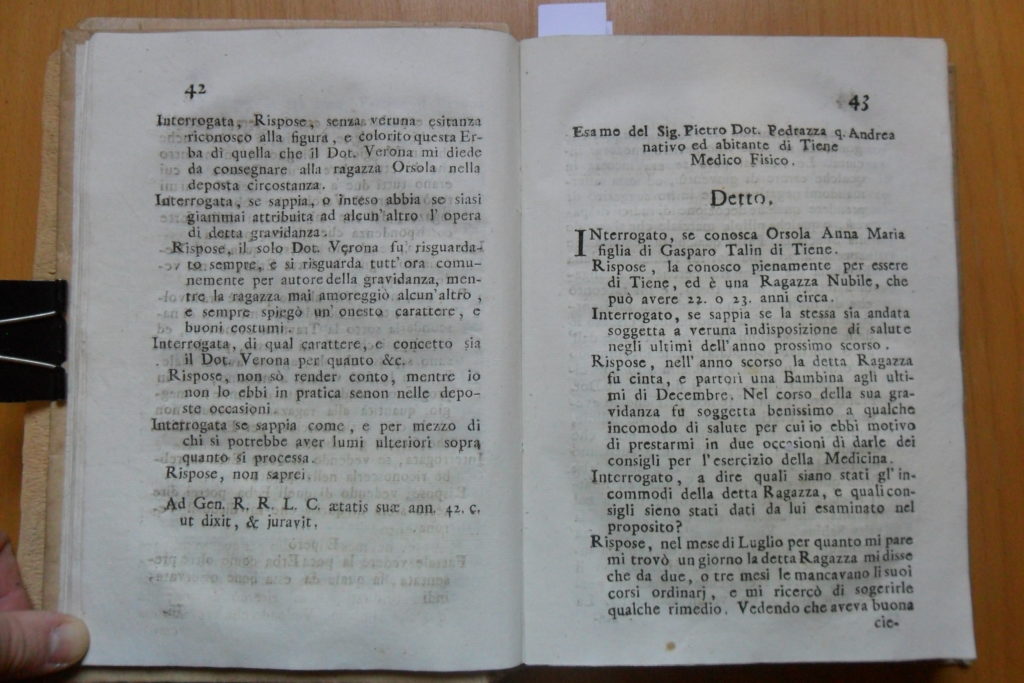 42
Interrogata, Rispose, senza veruna esitanza
riconosco alla figura, e colorito questa Er-
ba di quella che il Dot. Verona mi diede
da consegnare alla ragazza Orsola nella
deposta circostanza.
Interrogata, se sappia, o inteso abbia se siasi
giammai attribuita ad alcun'altro l'opera
di detta gravidanza.
Rispose, il solo Dot. Verona fu risguarda-
to sempre, e si risguarda tutt'ora comu-
nemente per autore della gravidanza, men-
tre la ragazza mai amoreggiò alcun'altro,
e sempre spiegò un'onesto carattere, e
buoni costumi.
Interrogata, di qual carattere, e concetto sia
il Dot. Verona per quanto &c.
Rispose, non sò render conto, mentre io
non lo ebbi in pratica senon nelle depo-
ste occasioni.
Interrogata se sappia come, e per mezzo di
chi si potrebbe aver lumi ulteriori sopra
quanto si processa.
Rispose, non saprei.
Ad Gen. R. R. L. C. ætatis suæ ann. 42. c.
ut dixit, & juravit.
43
Esame del Sig. Pietro Dot. Pedrazza q. Andrea
nativo ed abitante di Tiene
Medico Fisico.
Detto,
INterrogato, se conosca Orsola Anna Maria
figlia di Gasparo Talin di Tiene.
Rispose, la conosco pienamente per essere
di Tiene, ed è una Ragazza Nubile, che
può avere 22. o 23. anni circa.
Interrogato, se sappia se la stessa sia andata
soggetta a veruna indisposizione di salute
negli ultimi dell'anno prossimo scorso.
Rispose, nell'anno scorso la detta Ragazza
fu cinta, e partorì una Bambina agli ulti-
mi di Decembre. Nel corso della sua gra-
vidanza fu soggetta benissimo a qualche
incomodo di salute per cui io ebbi motivo
di prestarmi in due occasioni di darle dei
consigli per l'esercizio della Medicina.
Interrogato, a dire quali siano stati gl'in-
commodi della detta Ragazza, e quali con-
sigli sieno stati dati da lui esaminato nel
proposito?
Rispose, nel mese di Luglio per quanto mi pare
mi trovò un giorno la detta Ragazza mi disse
che da due, o tre mesi le mancavano li suoi
corsi ordinarj, e mi ricercò di sogerirle
qualche rimedio. Vedendo che aveva buona
cie-